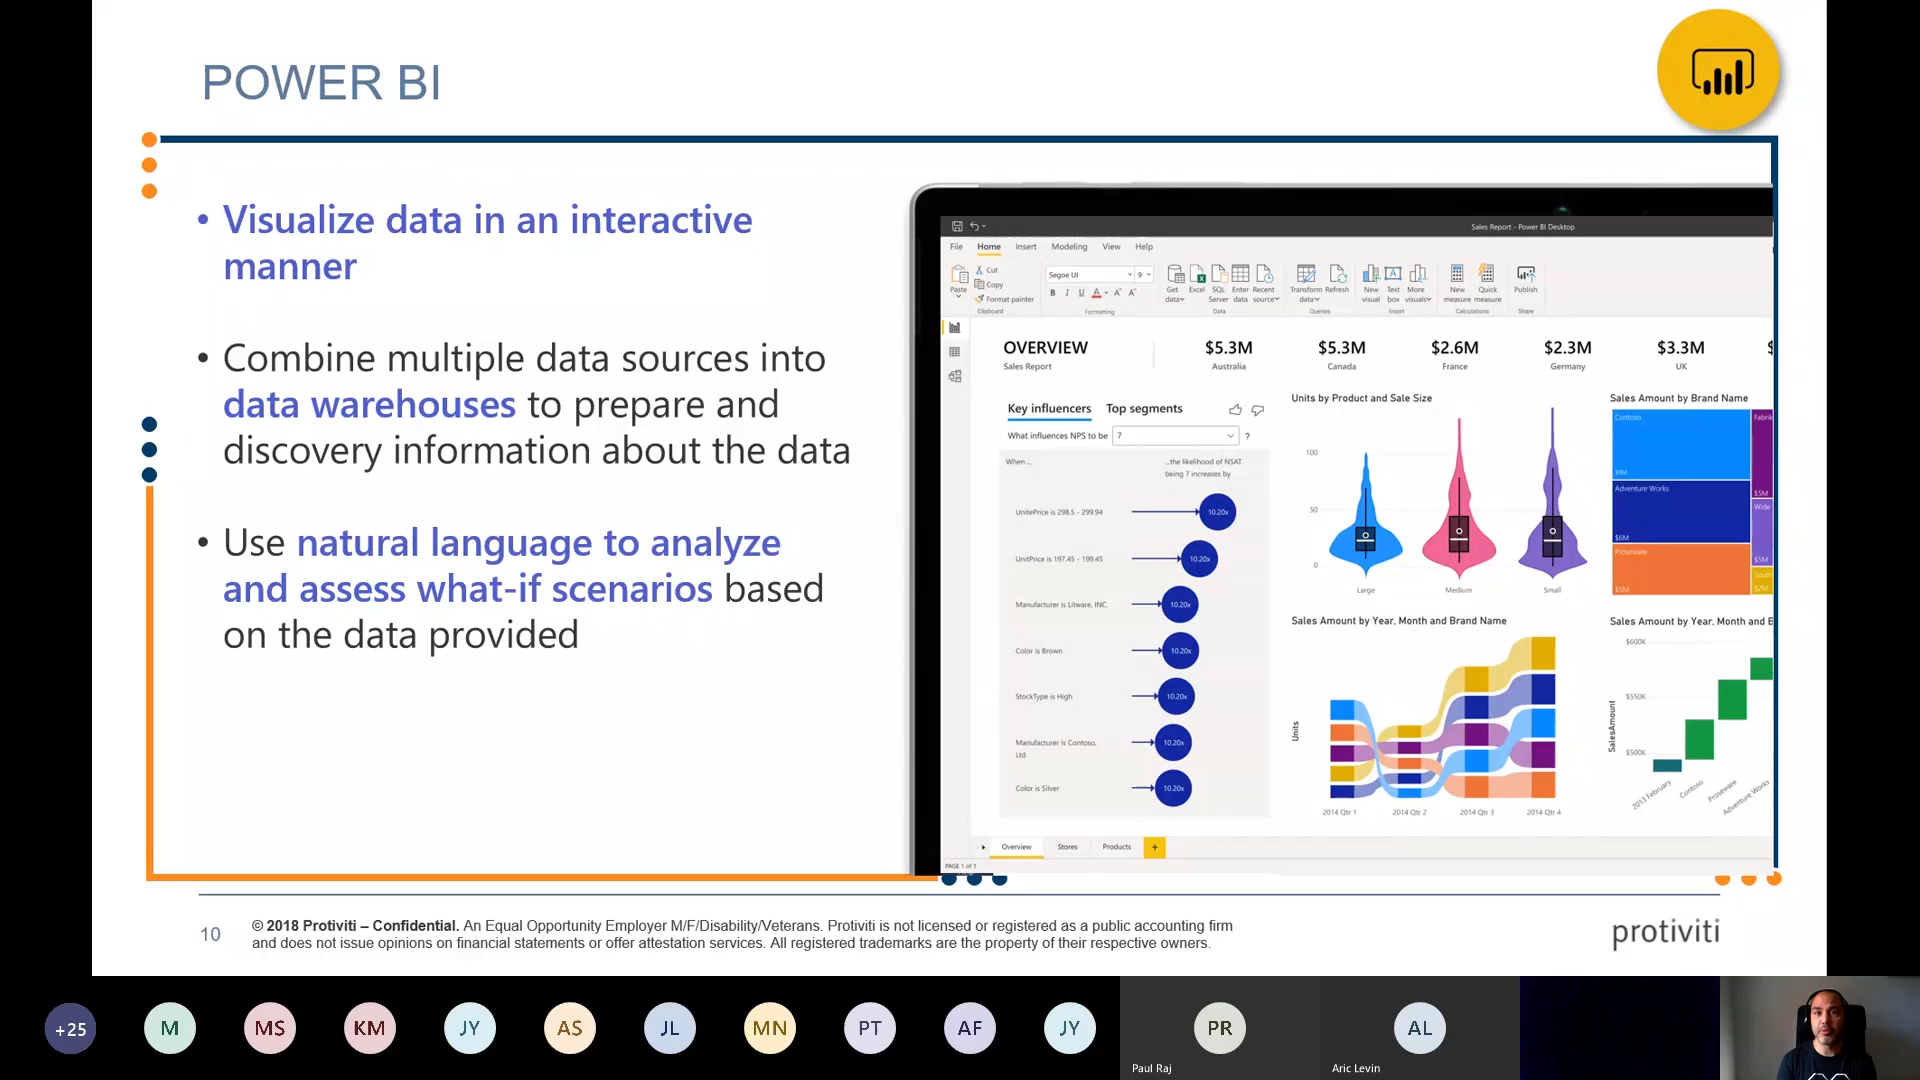 POWER BI
• Visualize data in an interactive
manner
• Combine multiple data sources into
data warehouses to prepare and
discovery information about the data
• Use natural language to analyze
and assess what-if scenarios based
on the data provided
Sales Report - Power BI Desktop
File Home Insert Modeling View Help
Paste
Cut
Copy
Format painter
Clipboard
Segoe UI 9
B I U A A A
Formatting
Get data
Excel
SQL Server
Enter data
Recent source
Data
Transform data
Refresh
Queries
New visual
Text box
More visuals
Insert
New measure
Quick measure
Calculations
Publish
Share
OVERVIEW
Sales Report
$5.3M
Australia
$5.3M
Canada
$2.6M
France
$2.3M
Germany
$3.3M
UK
Key influencers Top segments
What influences NPS to be 7 ?
When ...
...the likelihood of NSAT
being 7 increases by
UnitePrice is 298.5 - 299.94 10.20x
UnitPrice is 197.45 - 199.45 10.20x
Manufacturer is Litware, INC. 10.20x
Color is Brown 10.20x
StockType is High 10.20x
Manufacturer is Contoso,
Ltd 10.20x
Color is Silver 10.20x
Units by Product and Sale Size
100
50
0
Large Medium Small
Sales Amount by Brand Name
Contoso
Fabrik
$5M
Adventure Works
Wide
$6M
$5M
Proseware
South
$5M
$2M
Sales Amount by Year, Month and Brand Name
Units
2014 Qtr 1 2014 Qtr 2 2014 Qtr 3 2014 Qtr 4
Sales Amount by Year, Month and B
SalesAmount
$600K
$550K
$500K
2013 February Contoso Proseware Adventure Works
Overview Stores Products +
PAGE 1 of 1
10
© 2018 Protiviti – Confidential. An Equal Opportunity Employer M/F/Disability/Veterans. Protiviti is not licensed or registered as a public accounting firm
and does not issue opinions on financial statements or offer attestation services. All registered trademarks are the property of their respective owners.
protiviti
+25 M MS KM JY AS JL MN PT AF JY PR AL
Paul Raj
Aric Levin